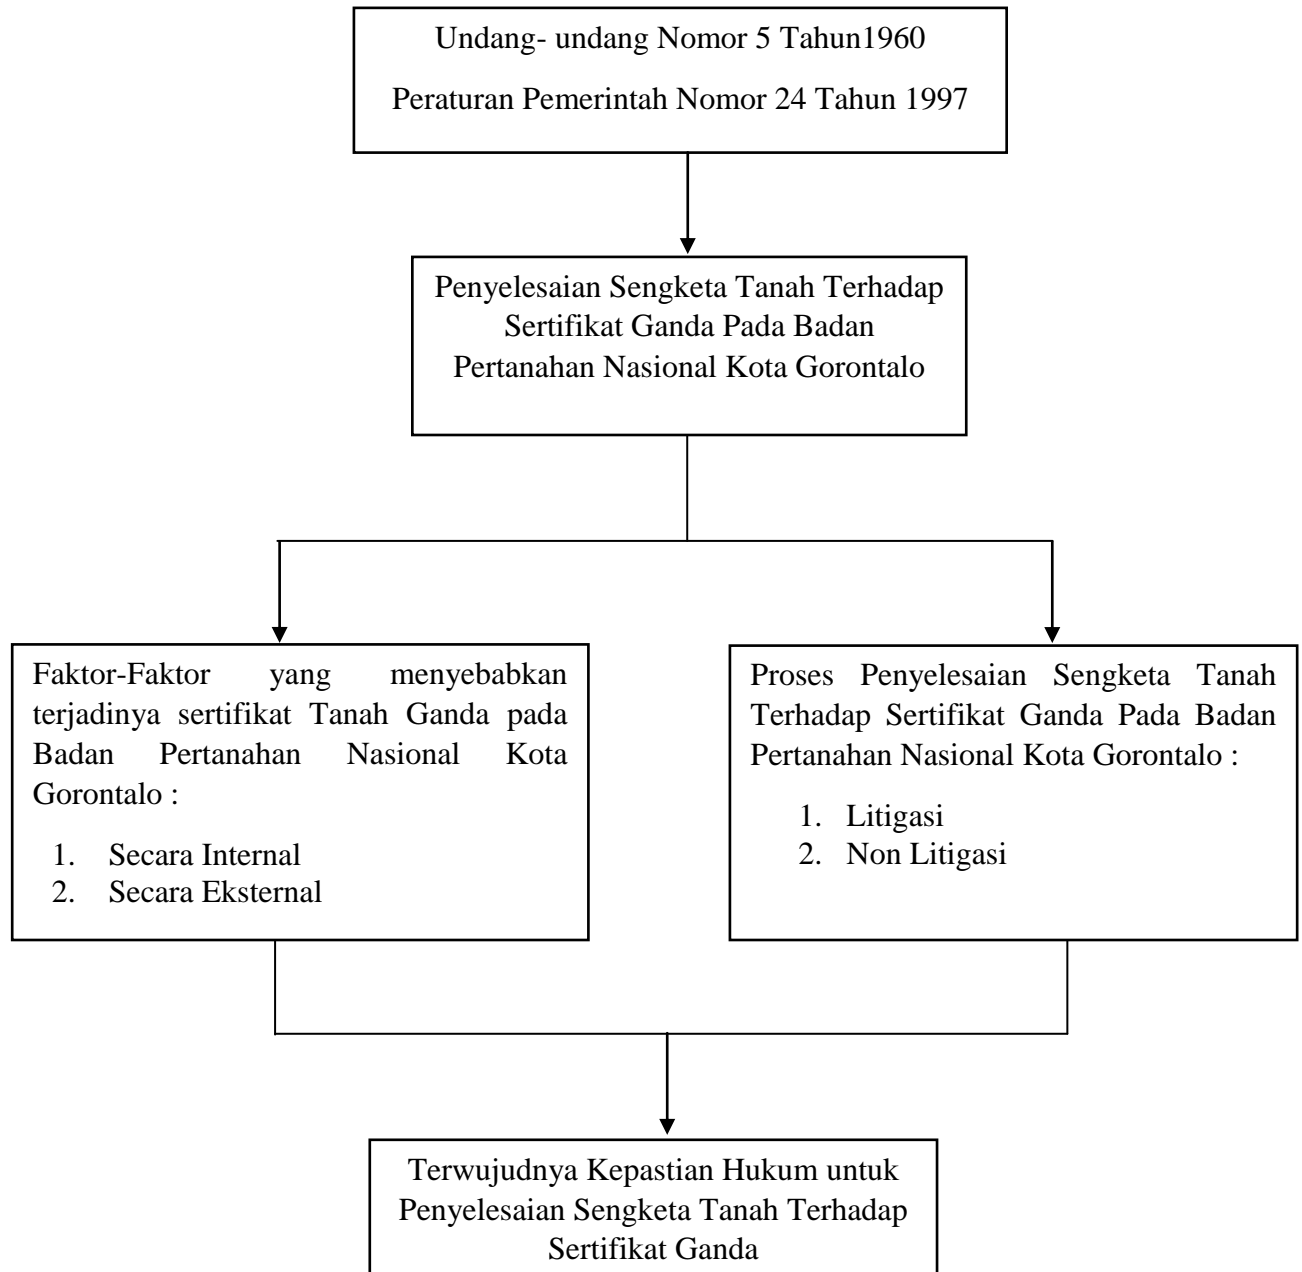 Undang- undang Nomor 5 Tahun1960
Peraturan Pemerintah Nomor 24 Tahun 1997
Penyelesaian Sengketa Tanah Terhadap
Sertifikat Ganda Pada Badan
Pertanahan Nasional Kota Gorontalo
Faktor-Faktor yang menyebabkan
terjadinya sertifikat Tanah Ganda pada
Badan Pertanahan Nasional Kota
Gorontalo :
1. Secara Internal
2. Secara Eksternal
Proses Penyelesaian Sengketa Tanah
Terhadap Sertifikat Ganda Pada Badan
Pertanahan Nasional Kota Gorontalo :
1. Litigasi
2. Non Litigasi
Terwujudnya Kepastian Hukum untuk
Penyelesaian Sengketa Tanah Terhadap
Sertifikat Ganda